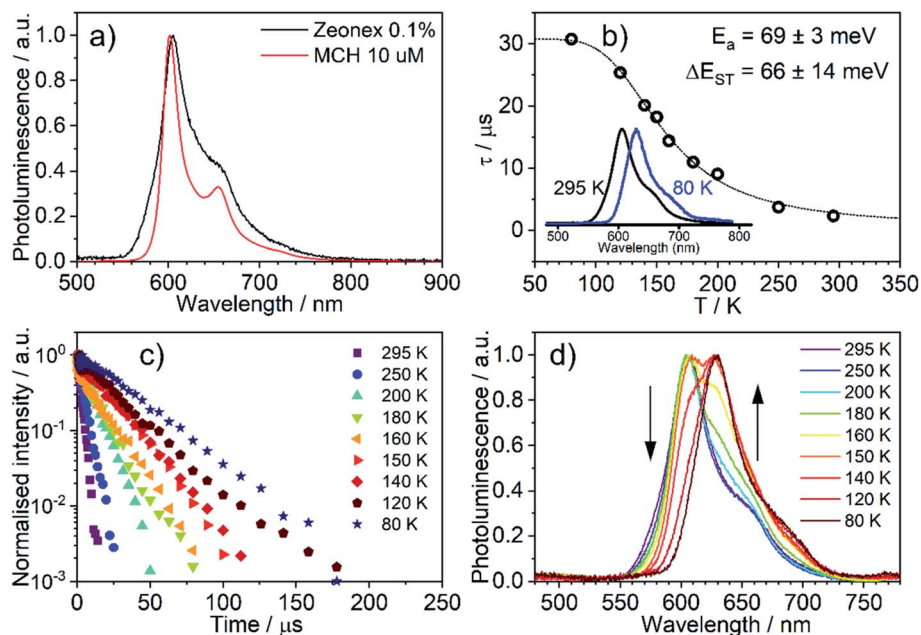 a)
Zeonex 0.1%
MCH 10 uM
Photoluminescence / a.u.
1.0
0.8
0.6
0.4
0.2
0.0
500 600 700 800 900
Wavelength / nm
b)
Eₐ = 69 ± 3 meV
ΔE_ST = 66 ± 14 meV
τ / μs
30
20
10
0
295 K
80 K
500 600 700 800
Wavelength (nm)
50 100 150 200 250 300 350
T / K
c)
Normalised intensity / a.u.
10⁰
10⁻¹
10⁻²
10⁻³
295 K
250 K
200 K
180 K
160 K
150 K
140 K
120 K
80 K
0 50 100 150 200 250
Time / μs
d)
Photoluminescence / a.u.
1.0
0.8
0.6
0.4
0.2
0.0
295 K
250 K
200 K
180 K
160 K
150 K
140 K
120 K
80 K
500 550 600 650 700 750
Wavelength / nm